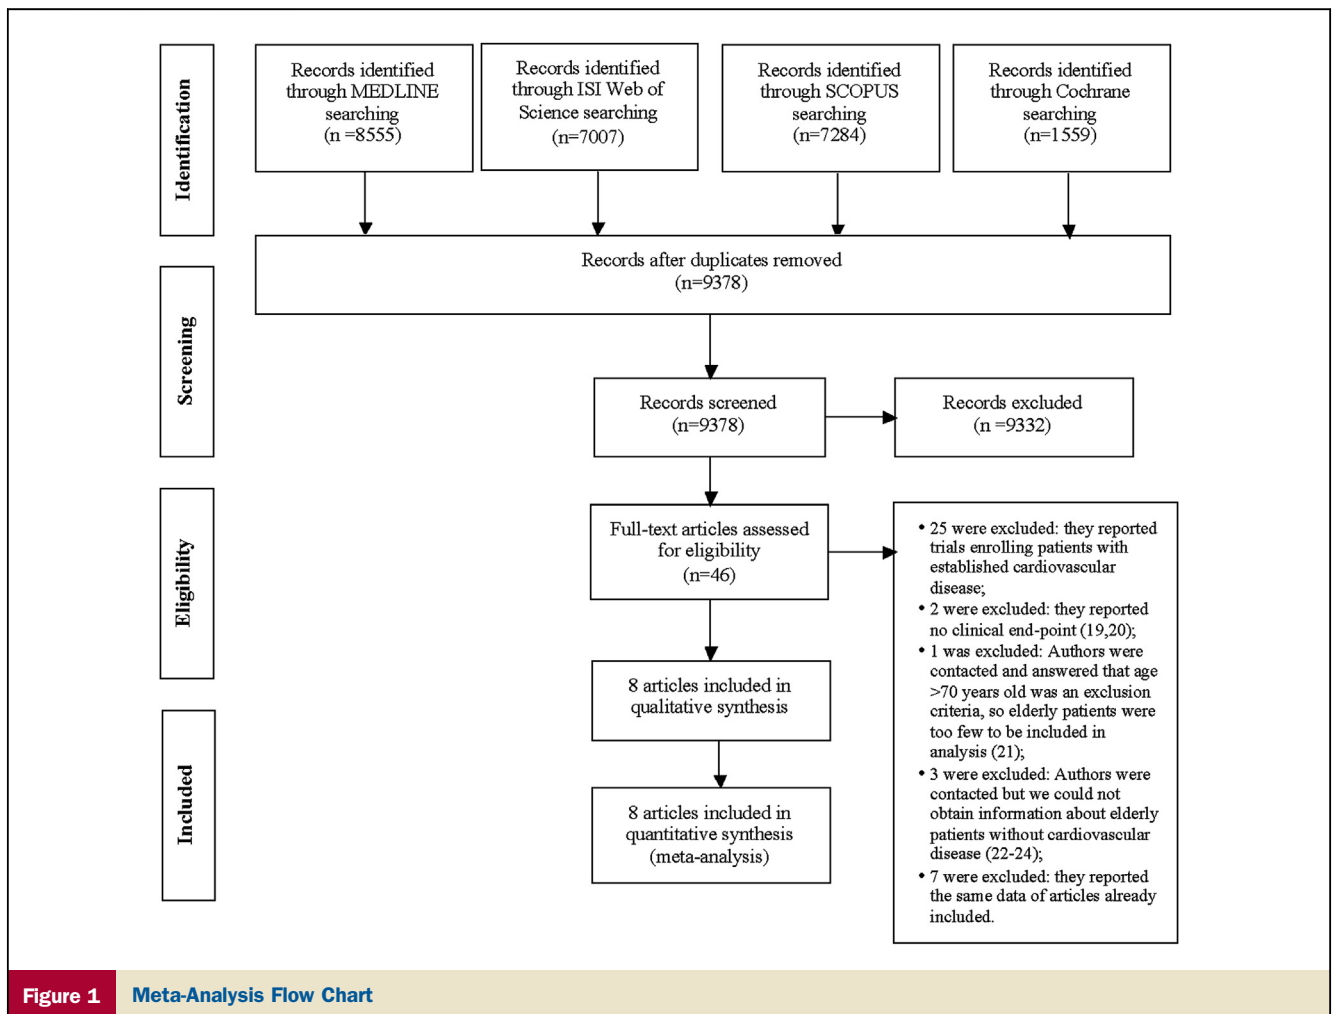 Identification
Records identified
through MEDLINE
searching
(n =8555)
Records identified
through ISI Web of
Science searching
(n=7007)
Records identified
through SCOPUS
searching
(n=7284)
Records identified
through Cochrane
searching
(n=1559)
Records after duplicates removed
(n=9378)
Screening
Records screened
(n=9378)
Records excluded
(n =9332)
Eligibility
Full-text articles assessed
for eligibility
(n=46)
• 25 were excluded: they reported
trials enrolling patients with
established cardiovascular
disease;
• 2 were excluded: they reported
no clinical end-point (19,20);
• 1 was excluded: Authors were
contacted and answered that age
>70 years old was an exclusion
criteria, so elderly patients were
too few to be included in
analysis (21);
• 3 were excluded: Authors were
contacted but we could not
obtain information about elderly
patients without cardiovascular
disease (22-24);
• 7 were excluded: they reported
the same data of articles already
included.
8 articles included in
qualitative synthesis
Included
8 articles included in
quantitative synthesis
(meta-analysis)
Figure 1 Meta-Analysis Flow Chart